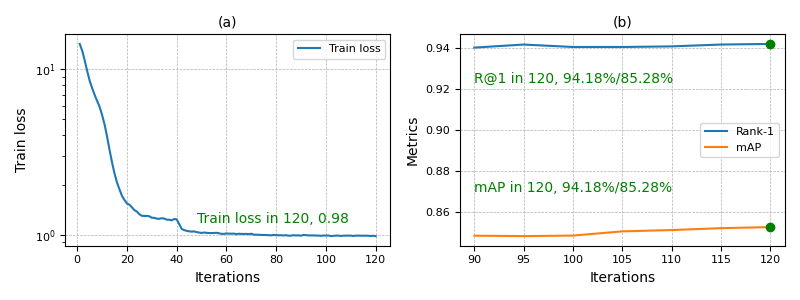 (a)
Train loss
10¹
10⁰
Train loss
Train loss in 120, 0.98
0 20 40 60 80 100 120
Iterations
(b)
Metrics
0.94
0.92
0.90
0.88
0.86
R@1 in 120, 94.18%/85.28%
Rank-1
mAP
mAP in 120, 94.18%/85.28%
90 95 100 105 110 115 120
Iterations